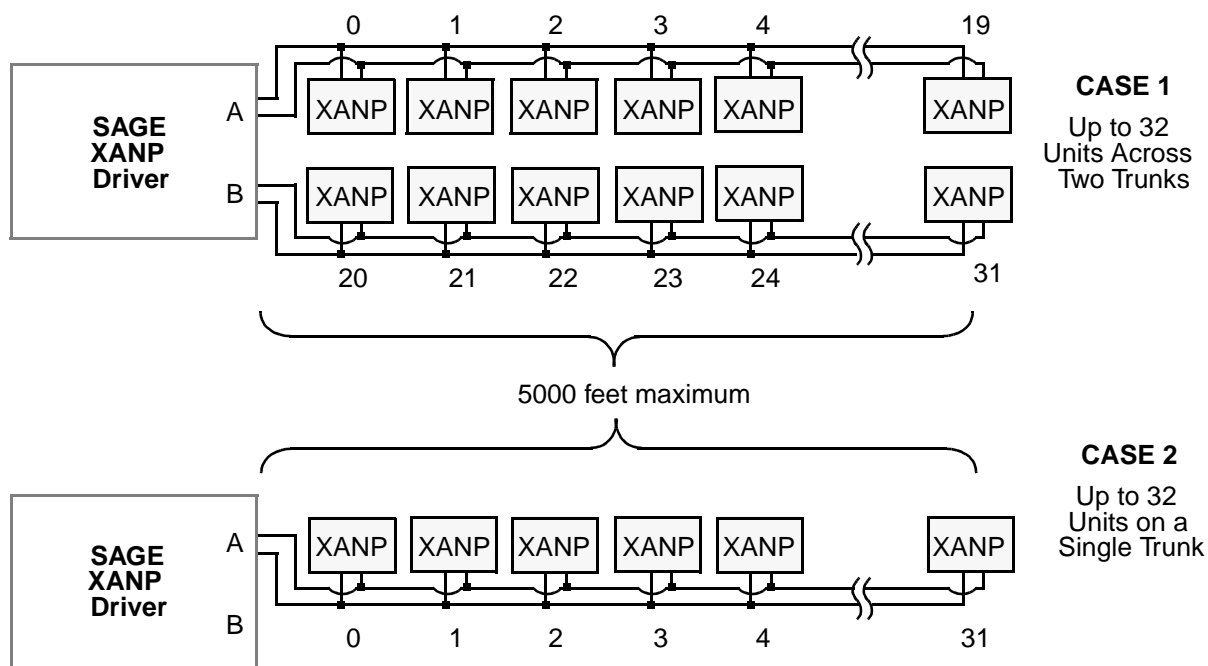 0 1 2 3 4 19
SAGE
XANP
Driver
A
B
XANP XANP XANP XANP XANP XANP
XANP XANP XANP XANP XANP XANP
20 21 22 23 24 31
CASE 1
Up to 32
Units Across
Two Trunks
5000 feet maximum
SAGE
XANP
Driver
A
B
XANP XANP XANP XANP XANP XANP
0 1 2 3 4 31
CASE 2
Up to 32
Units on a
Single Trunk